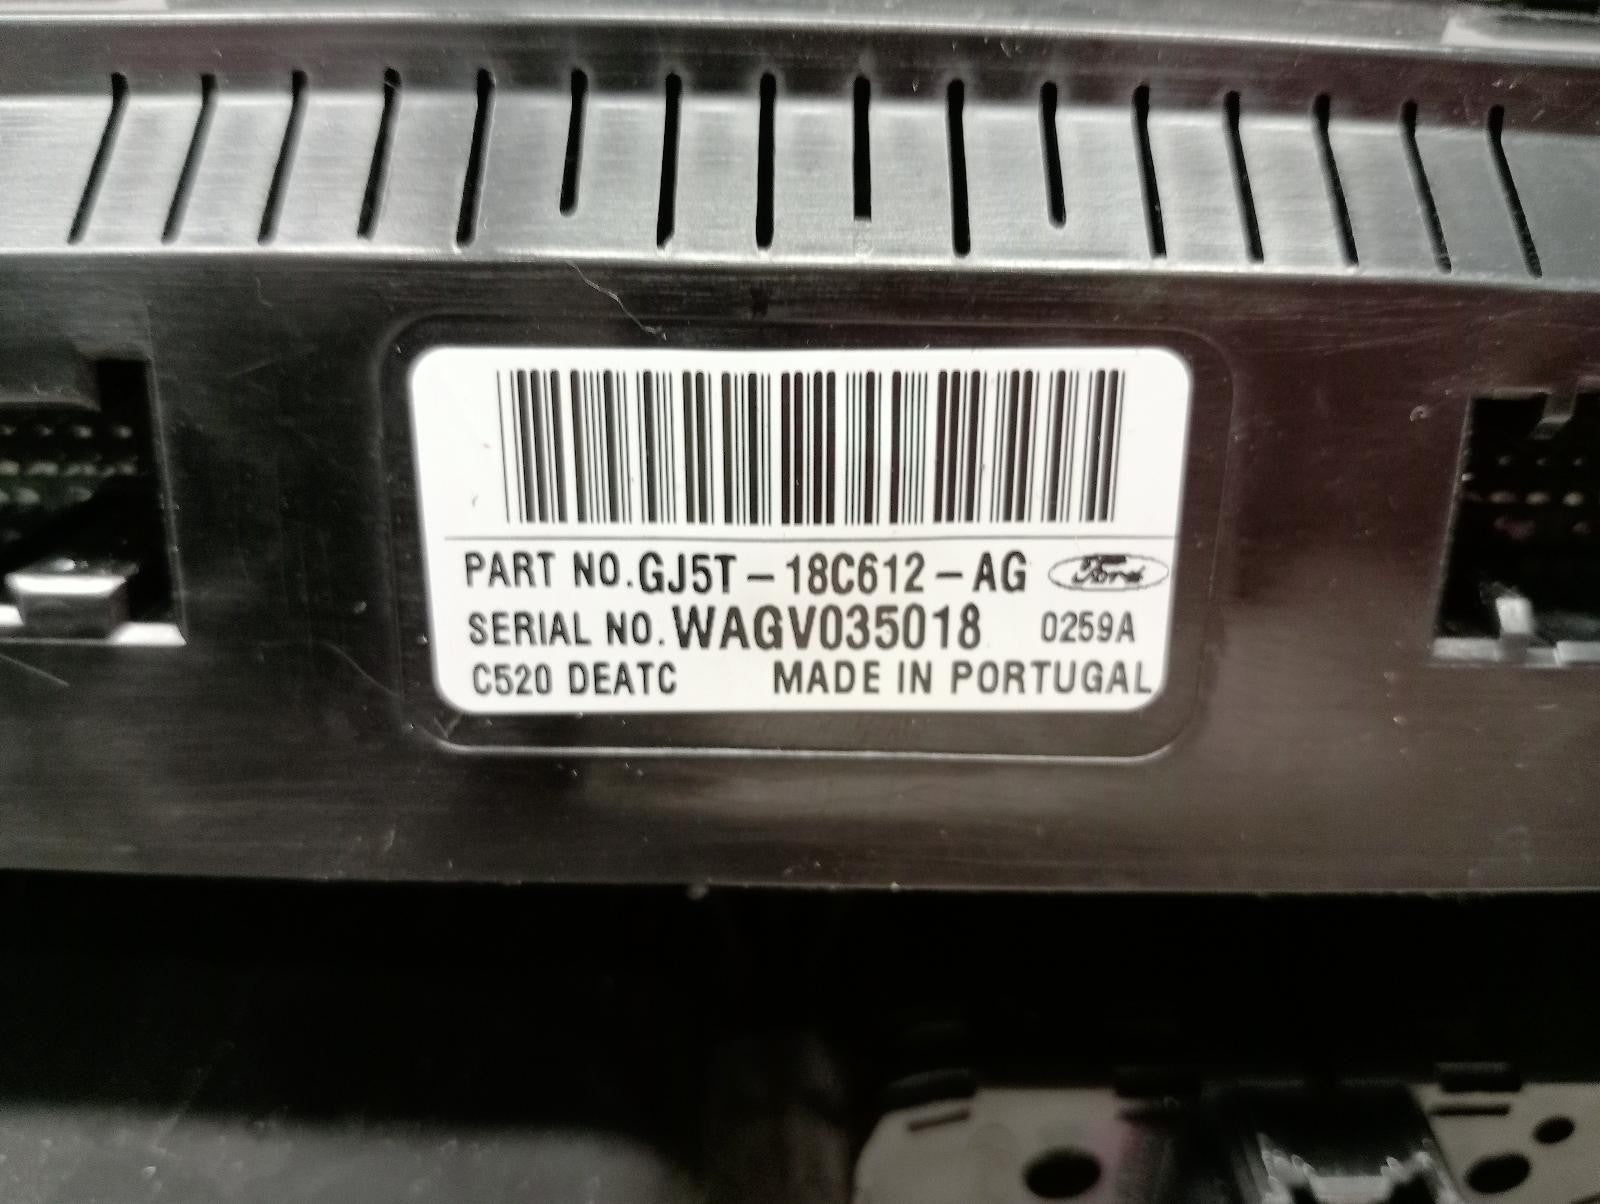 PART NO.GJ5T-18C612-AG Ford
SERIAL NO.WAGV035018 0259A
C520 DEATC MADE IN PORTUGAL